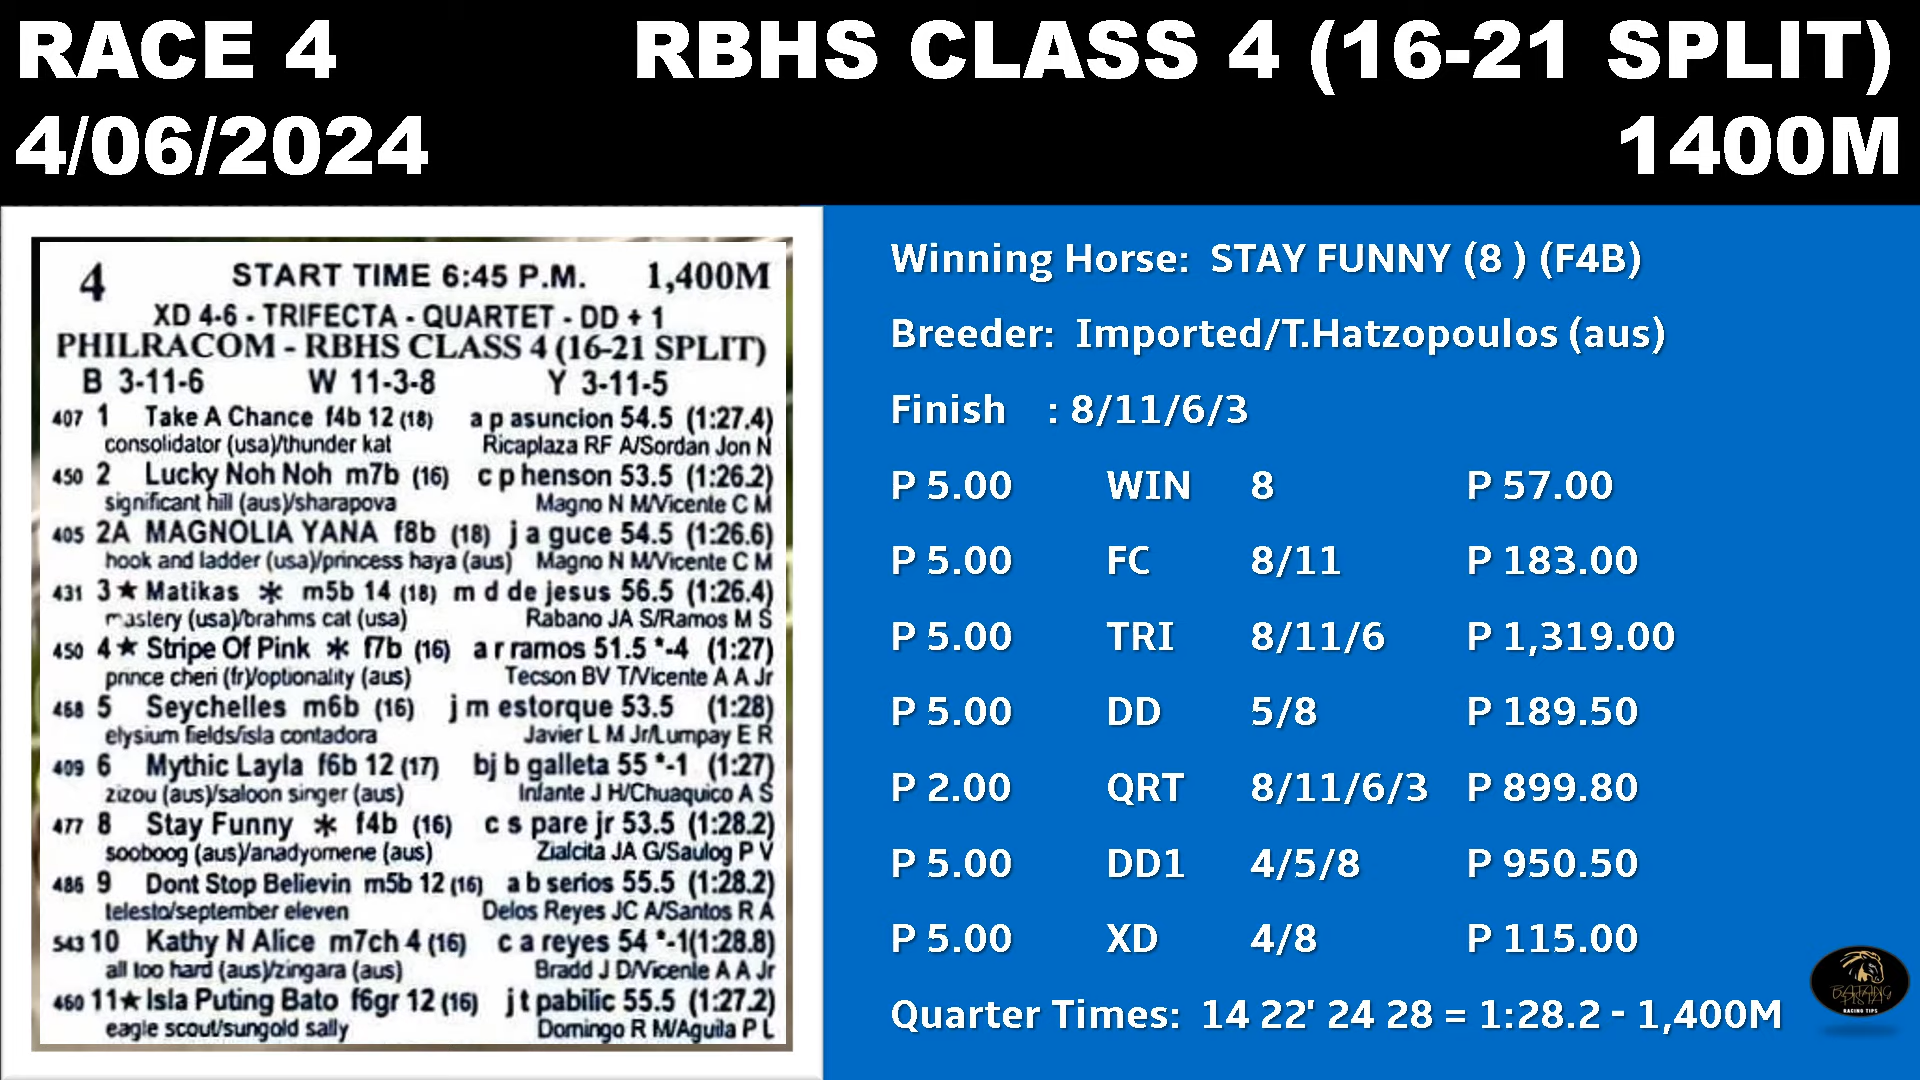 RACE 4 RBHS CLASS 4 (16-21 SPLIT)
4/06/2024 1400M
4 START TIME 6:45 P.M. 1,400M
XD 4-6 - TRIFECTA - QUARTET - DD + 1
PHILRACOM - RBHS CLASS 4 (16-21 SPLIT)
B 3-11-6 W 11-3-8 Y 3-11-5
407 1 Take A Chance f4b 12 (18) a p asuncion 54.5 (1:27.4)
consolidator (usa)/thunder kat Ricaplaza RF A/Sordan Jon N
450 2 Lucky Noh Noh m7b (16) c p henson 53.5 (1:26.2)
significant hill (aus)/sharapova Magno N M/Vicente C M
405 2A MAGNOLIA YANA f8b (18) j a guce 54.5 (1:26.6)
hook and ladder (usa)/princess haya (aus) Magno N M/Vicente C M
431 3 ★ Matikas * m5b 14 (18) m d de jesus 56.5 (1:26.4)
mastery (usa)/brahms cat (usa) Rabano JA S/Ramos M S
450 4 ★ Stripe Of Pink * f7b (16) a r ramos 51.5 *-4 (1:27)
prince cheri (fr)/optionality (aus) Tecson BV T/Vicente A A Jr
468 5 Seychelles m6b (16) j m estorque 53.5 (1:28)
elysium fields/isla contadora Javier L M Jr/Lumpay E R
409 6 Mythic Layla f6b 12 (17) bj b galleta 55 *-1 (1:27)
zizou (aus)/saloon singer (aus) Infante J H/Chuaquico A S
477 8 Stay Funny * f4b (16) c s pare jr 53.5 (1:28.2)
sooboog (aus)/anadyomene (aus) Zialcita JA G/Saulog P V
486 9 Dont Stop Believin m5b 12 (16) a b serios 55.5 (1:28.2)
telesto/september eleven Delos Reyes JC A/Santos R A
543 10 Kathy N Alice m7ch 4 (16) c a reyes 54 *-1(1:28.8)
all too hard (aus)/zingara (aus) Bradd J D/Vicente A A Jr
460 11 ★ Isla Puting Bato f6gr 12 (16) j t pabilic 55.5 (1:27.2)
eagle scout/sungold sally Domingo R M/Aguila P L
Winning Horse: STAY FUNNY (8 ) (F4B)
Breeder: Imported/T.Hatzopoulos (aus)
Finish : 8/11/6/3
P 5.00 WIN 8 P 57.00
P 5.00 FC 8/11 P 183.00
P 5.00 TRI 8/11/6 P 1,319.00
P 5.00 DD 5/8 P 189.50
P 2.00 QRT 8/11/6/3 P 899.80
P 5.00 DD1 4/5/8 P 950.50
P 5.00 XD 4/8 P 115.00
Quarter Times: 14 22' 24 28 = 1:28.2 - 1,400M
BATANG
PISTA
RACING TIPS